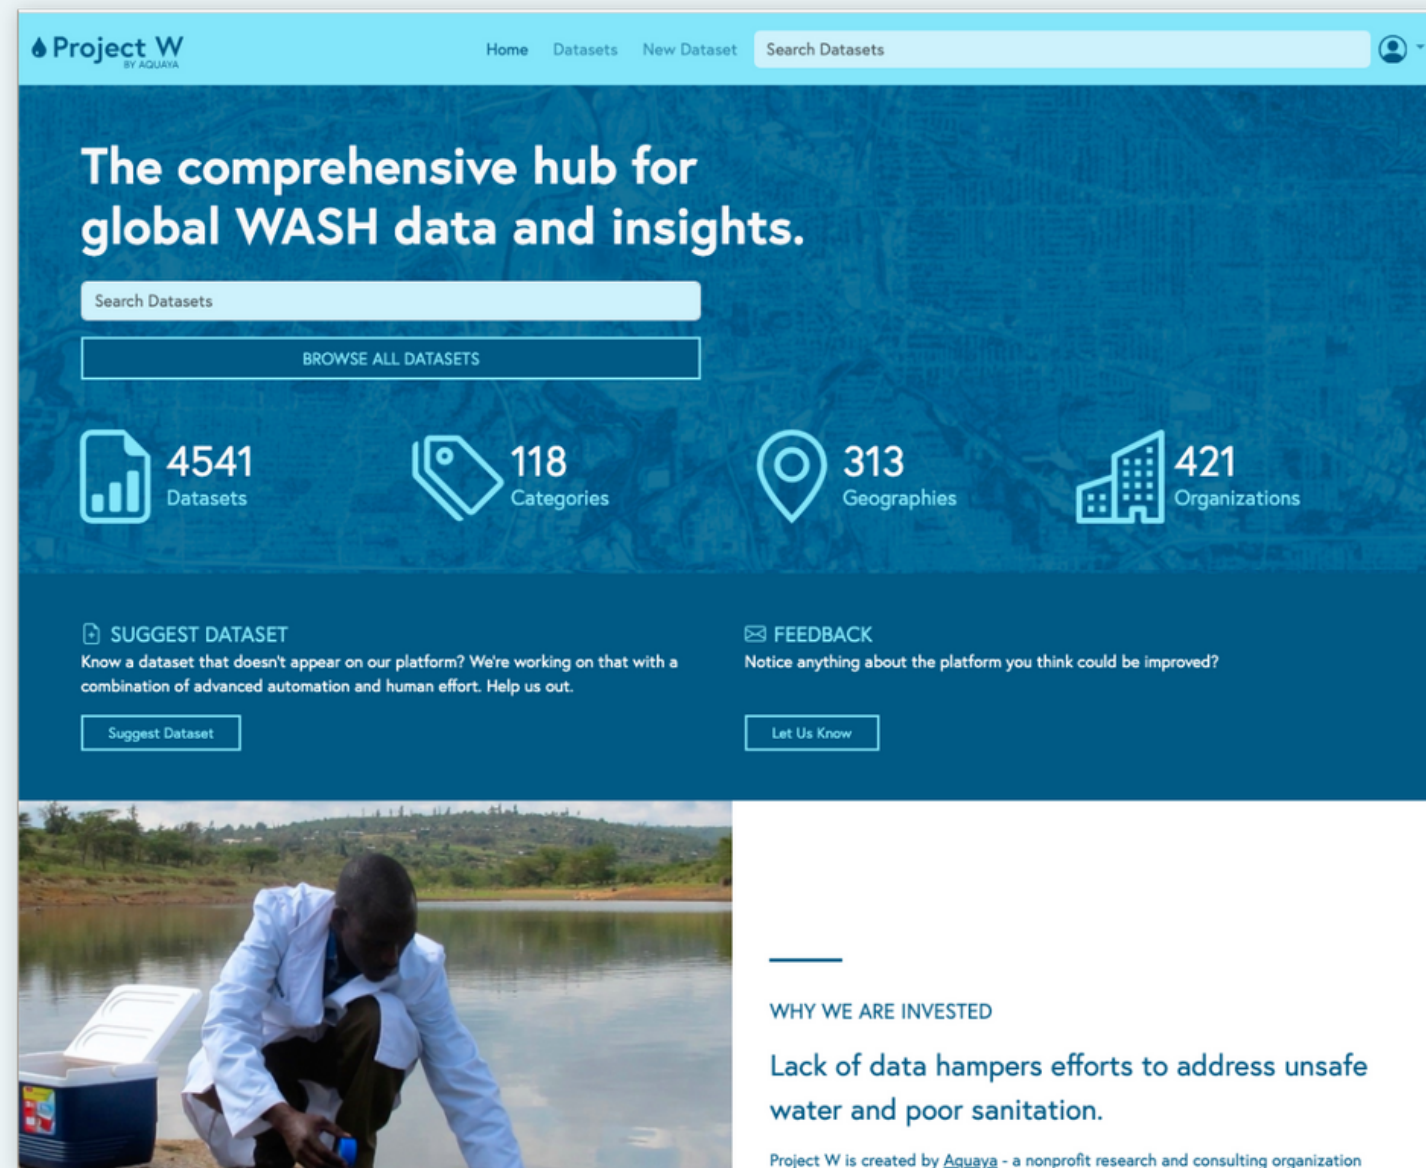 Project W
BY AQUAYA
Home Datasets New Dataset Search Datasets
The comprehensive hub for
global WASH data and insights.
Search Datasets
BROWSE ALL DATASETS
4541
Datasets
118
Categories
313
Geographies
421
Organizations
SUGGEST DATASET
Know a dataset that doesn't appear on our platform? We're working on that with a
combination of advanced automation and human effort. Help us out.
Suggest Dataset
FEEDBACK
Notice anything about the platform you think could be improved?
Let Us Know
WHY WE ARE INVESTED
Lack of data hampers efforts to address unsafe
water and poor sanitation.
Project W is created by Aquaya - a nonprofit research and consulting organization